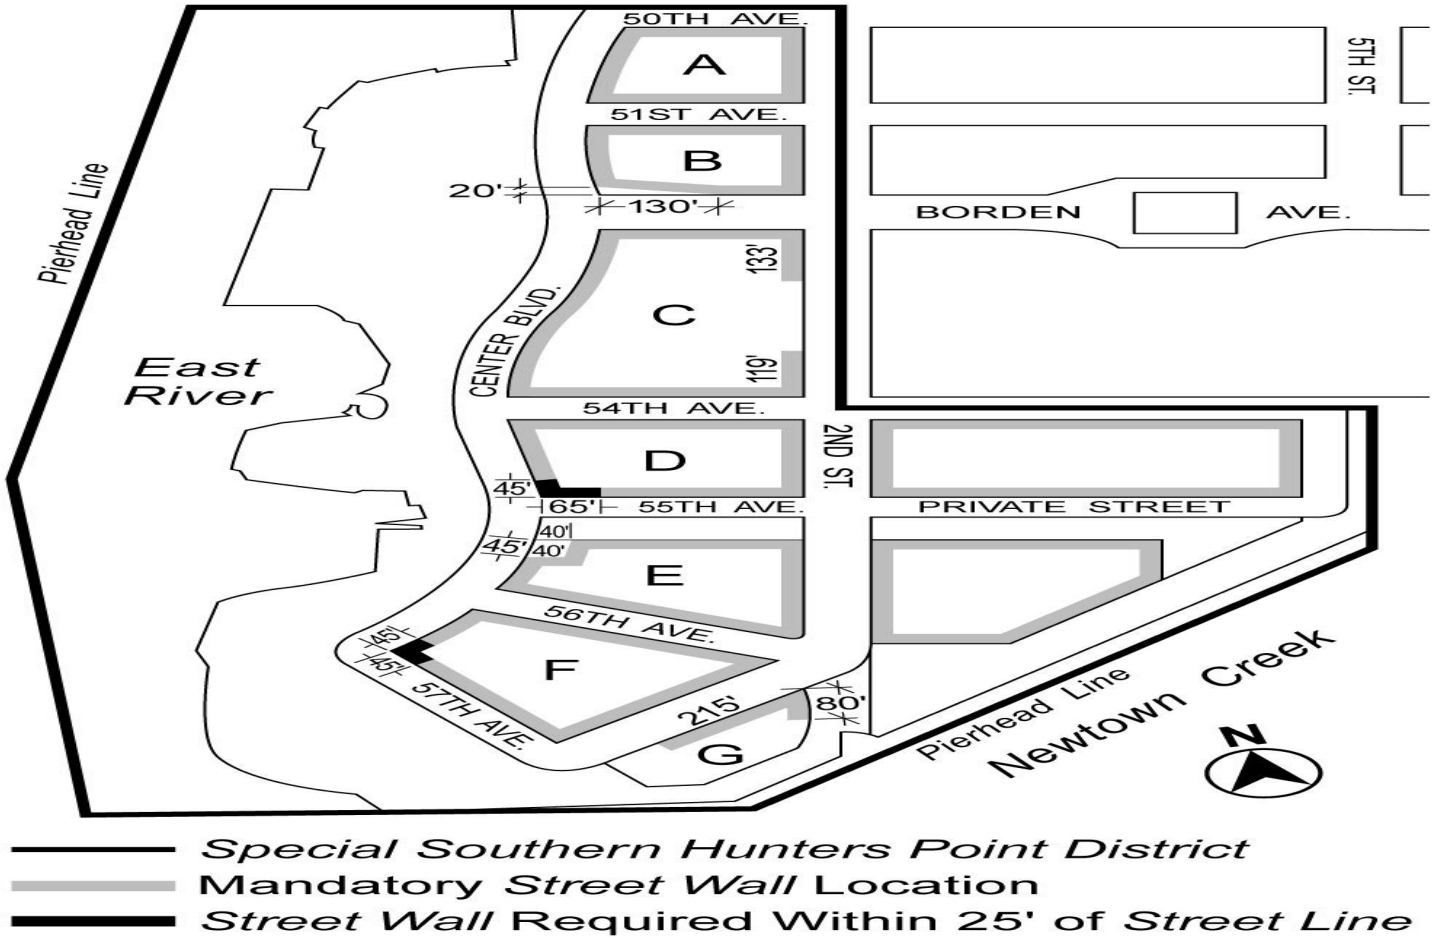 50TH AVE.
A
5TH ST.
51ST AVE.
B
20'
130'
BORDEN AVE.
Pierhead Line
133'
C
CENTER BLVD.
119'
East
River
54TH AVE.
2ND ST.
D
45'
65'
55TH AVE.
PRIVATE STREET
40'
45'
40'
E
56TH AVE.
45'
45'
F
57TH AVE.
215'
80'
G
Pierhead Line
Newtown Creek
N
Special Southern Hunters Point District
Mandatory Street Wall Location
Street Wall Required Within 25' of Street Line